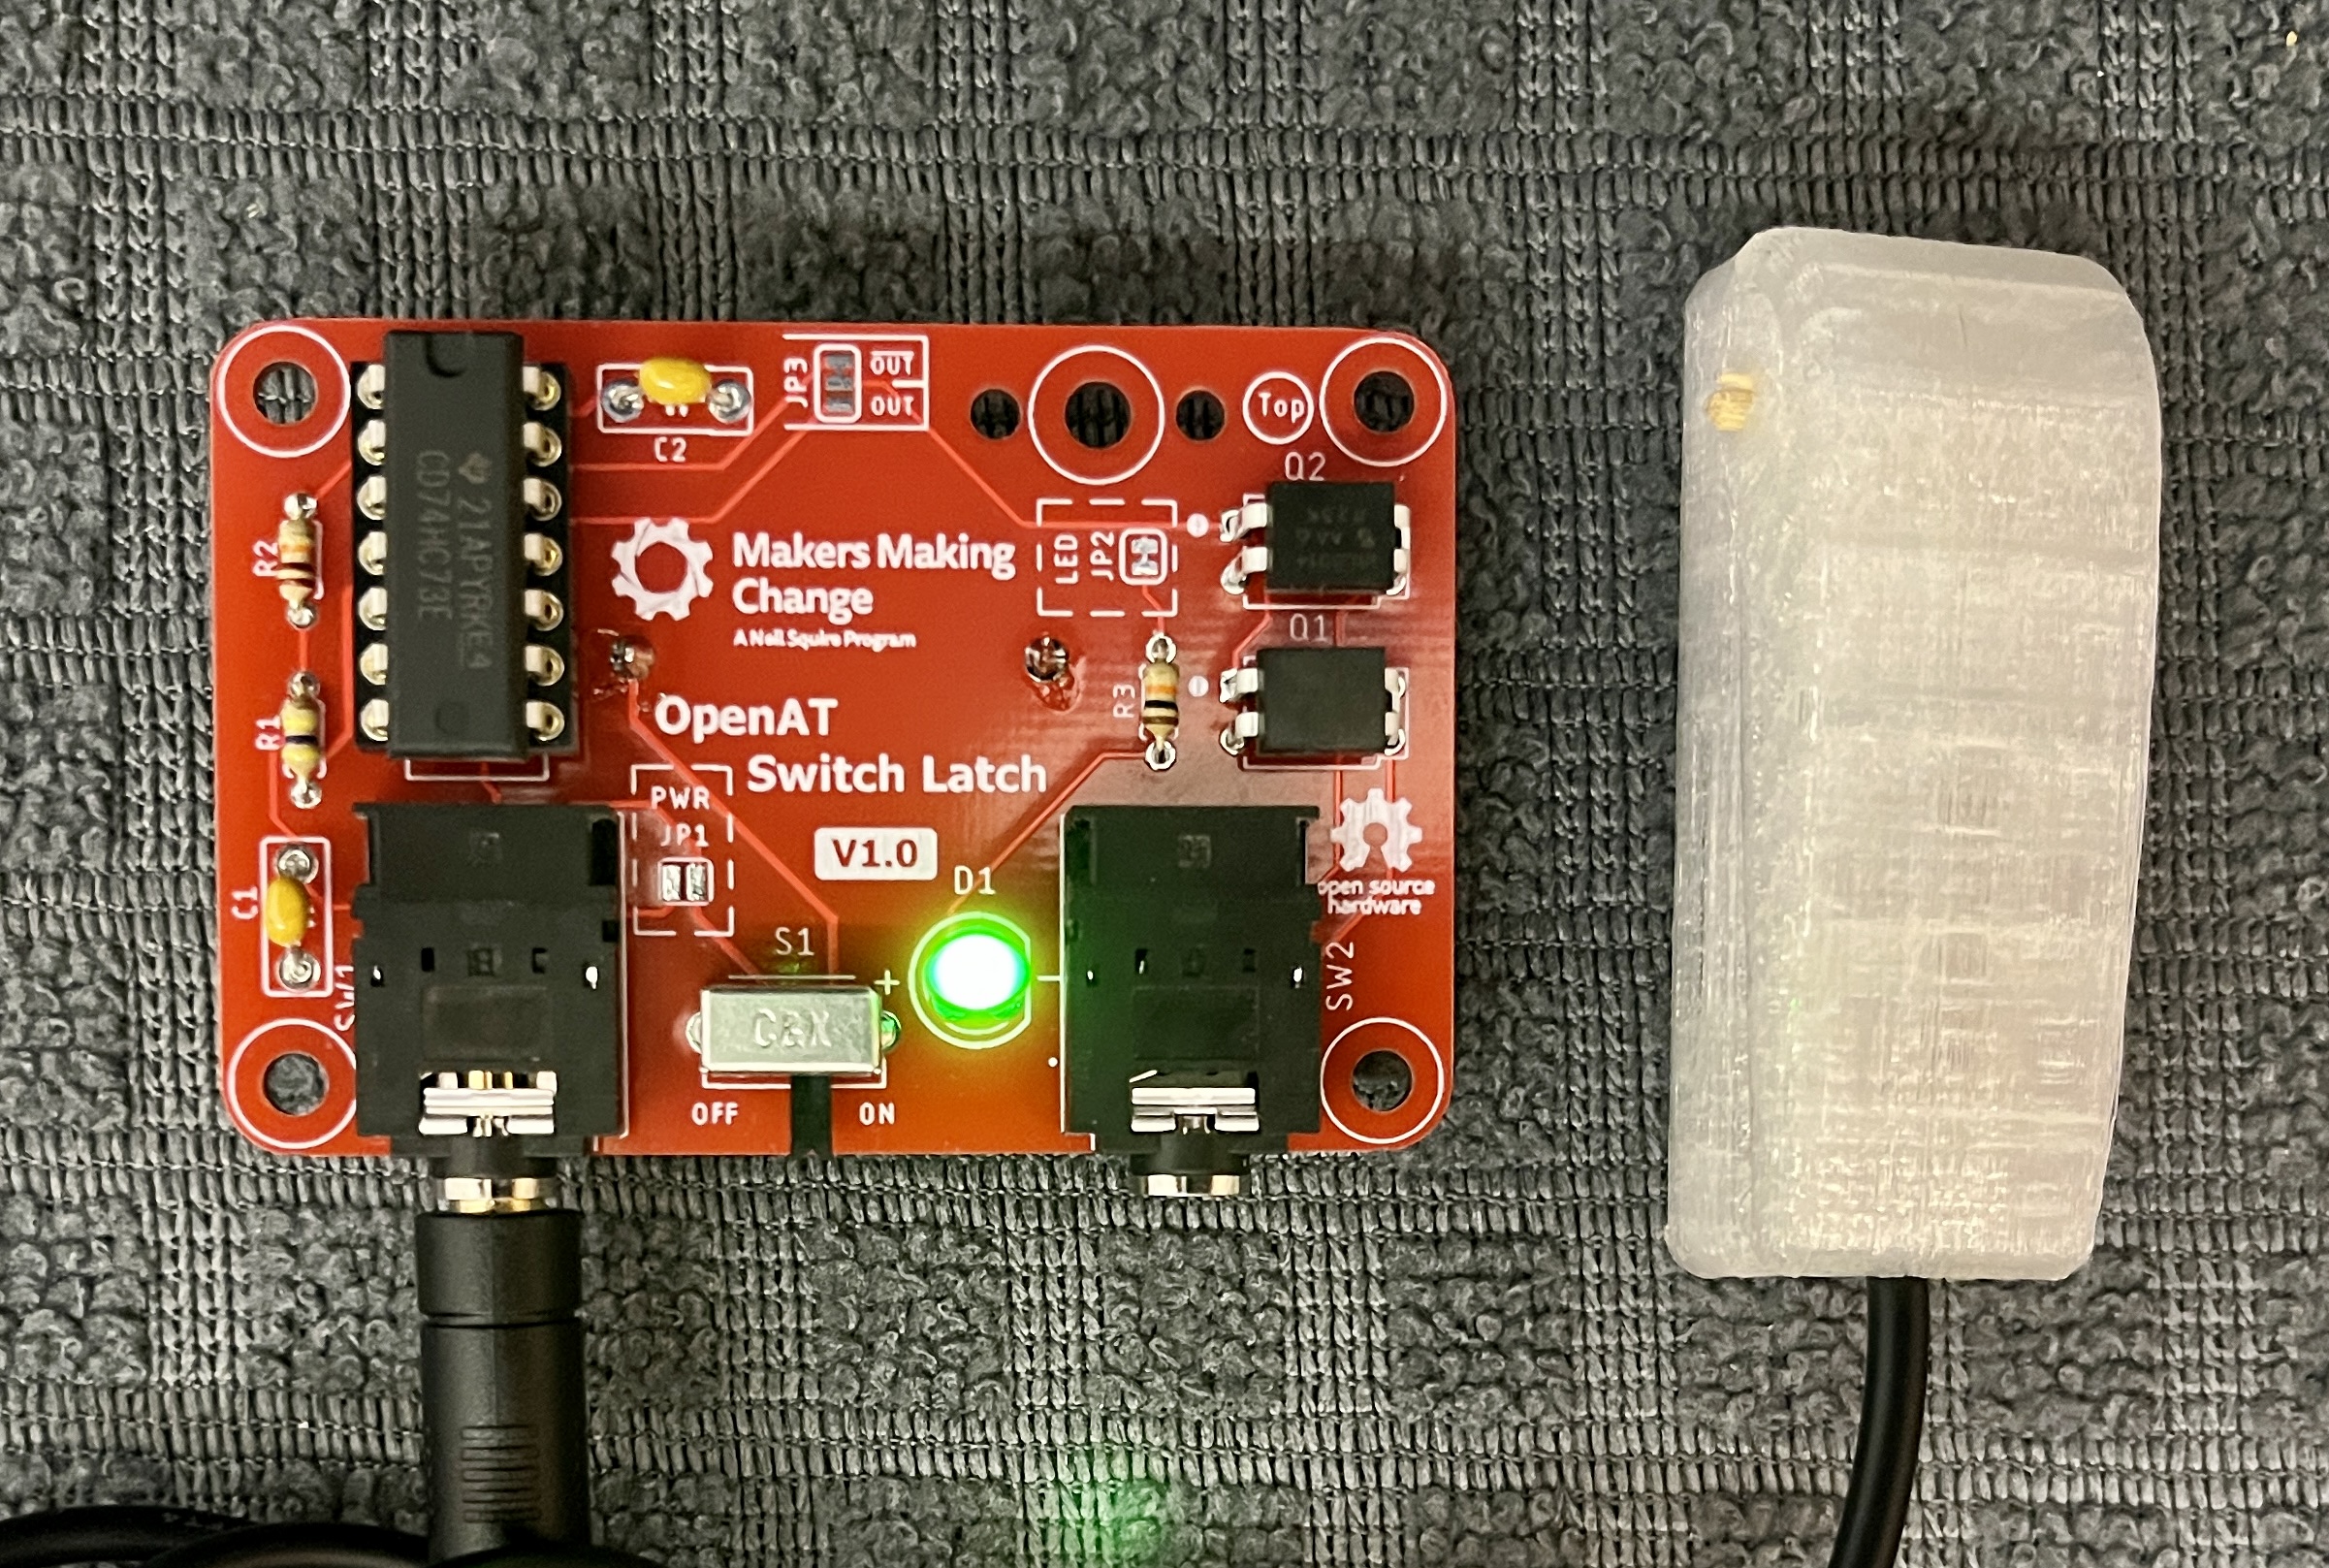 JP3
OUT
OUT
C2
Top
Q2
21APYRKE4
CD74HC73E
R2
Makers Making
Change
A Neil Squire Program
LED
JP2
Q1
R3
R1
OpenAT
Switch Latch
PWR
JP1
V1.0
D1
open source
hardware
C1
S1
+
SW1
SW2
C&K
OFF
ON